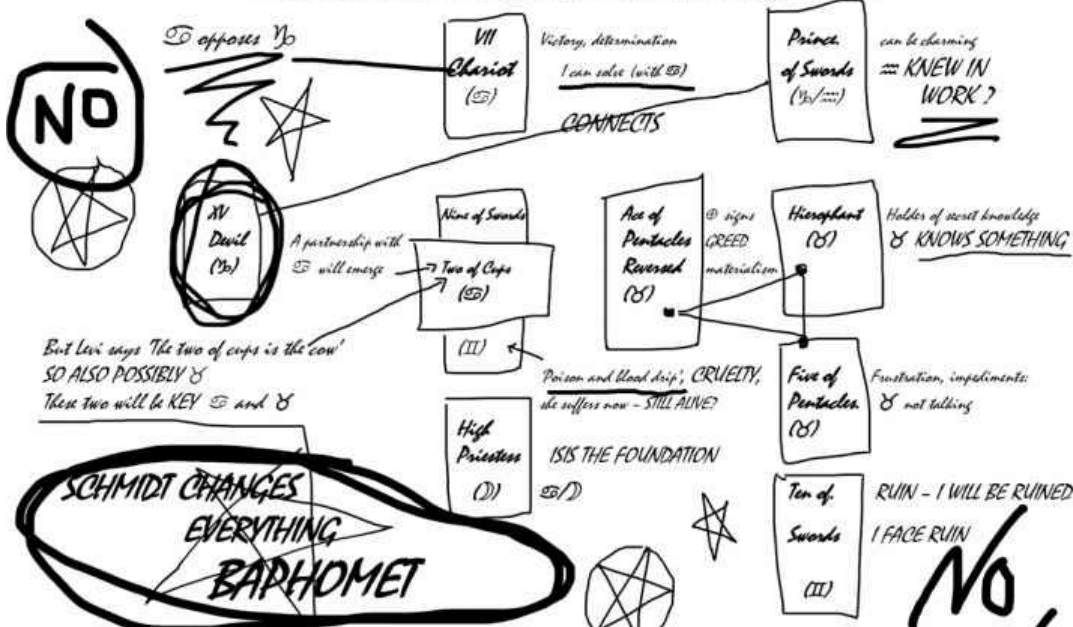 NO
♋ opposes ♑
VII
Chariot
(♋)
Victory, determination
I can solve (with ♋)
CONNECTS
Prince
of Swords
(♑/♒)
can be charming
♒ KNEW IN
WORK?
XV
Devil
(♑)
A partnership with
♋ will emerge
Nine of Swords
Two of Cups
(♋)
(♊)
Ace of
Pentacles
Reversed
(♉)
⊕ signs
GREED
materialism
Hierophant
(♉)
Holder of secret knowledge
♉ KNOWS SOMETHING
But Levi says 'The two of cups is the cow'
SO ALSO POSSIBLY ♉
These two will be KEY ♋ and ♉
'Poison and blood drip', CRUELTY,
she suffers now – STILL ALIVE?
Five of
Pentacles
(♉)
Frustration, impediments:
♉ not talking
High
Priestess
(☽)
ISIS THE FOUNDATION
♋/☽
SCHMIDT CHANGES
EVERYTHING
BAPHOMET
Ten of
Swords
(♊)
RUIN – I WILL BE RUINED
I FACE RUIN
NO